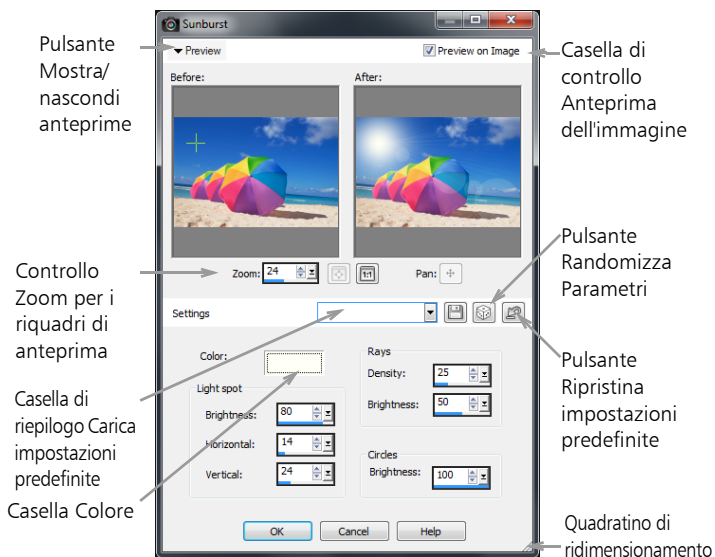 Sunburst
Pulsante
Mostra/
nascondi
anteprime
Preview
Preview on Image
Casella di
controllo
Anteprima
dell'immagine
Before:
After:
Controllo
Zoom per i
riquadri di
anteprima
Zoom: 24
1:1
Pan:
Pulsante
Randomizza
Parametri
Settings
Pulsante
Ripristina
impostazioni
predefinite
Color:
Rays
Density: 25
Brightness: 50
Light spot
Brightness: 80
Horizontal: 14
Vertical: 24
Circles
Brightness: 100
Casella di
riepilogo Carica
impostazioni
predefinite
Casella Colore
OK
Cancel
Help
Quadratino di
ridimensionamento